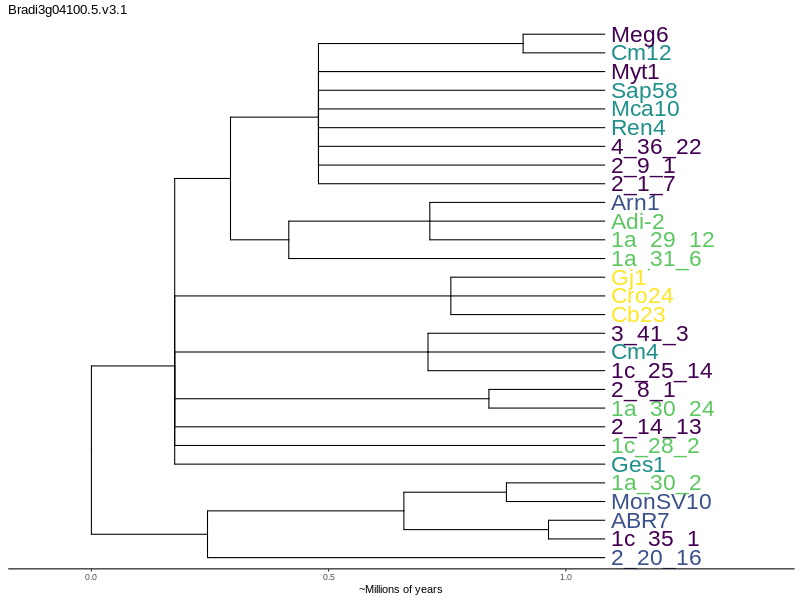 Bradi3g04100.5.v3.1
Meg6
Cm12
Myt1
Sap58
Mca10
Ren4
4_36_22
2_9_1
2_1_7
Arn1
Adi-2
1a_29_12
1a_31_6
Gj1
Cro24
Cb23
3_41_3
Cm4
1c_25_14
2_8_1
1a_30_24
2_14_13
1c_28_2
Ges1
1a_30_2
MonSV10
ABR7
1c_35_1
2_20_16
0.0 0.5 1.0
~Millions of years